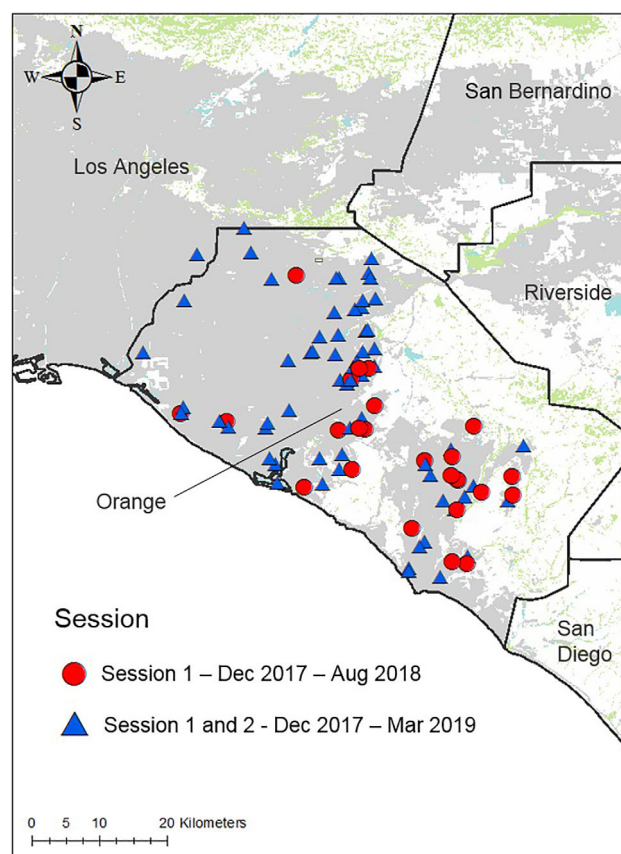 N
W E
S
San Bernardino
Los Angeles
Riverside
Orange
San
Diego
Session
Session 1 – Dec 2017 – Aug 2018
Session 1 and 2 - Dec 2017 – Mar 2019
0 5 10 20 Kilometers